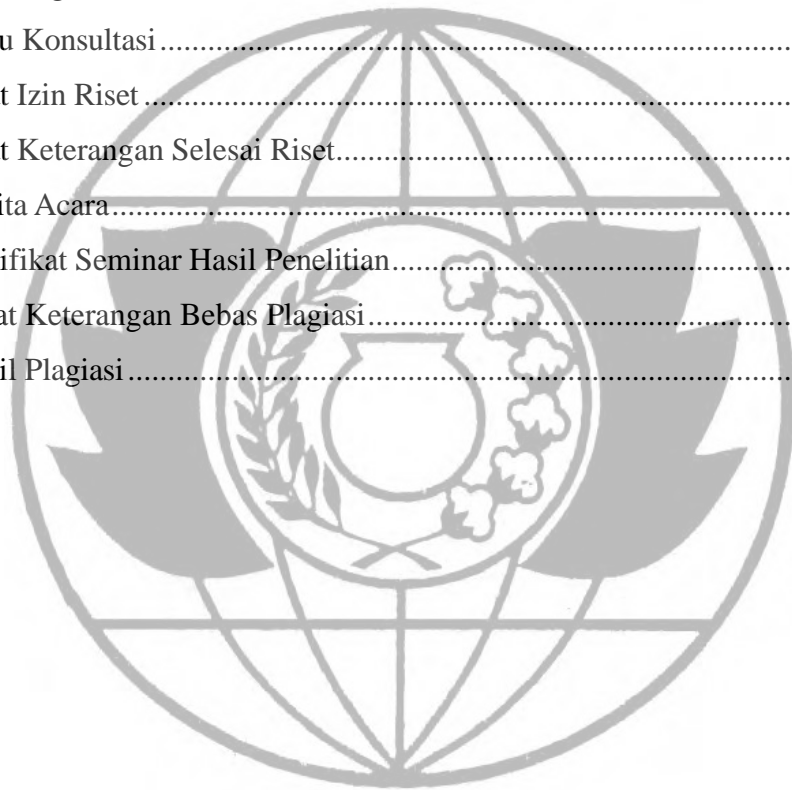 u Konsultasi................................................................................
t Izin Riset..................................................................................
t Keterangan Selesai Riset.........................................................
ita Acara......................................................................................
ifikat Seminar Hasil Penelitian..................................................
at Keterangan Bebas Plagiasi.....................................................
il Plagiasi....................................................................................